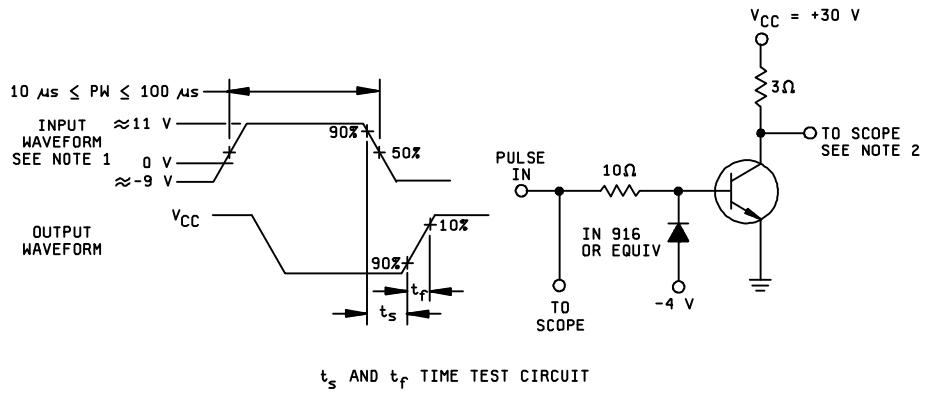 V_CC = +30 V
10 µs ≤ PW ≤ 100 µs
3Ω
≈11 V
INPUT
WAVEFORM
SEE NOTE 1
0 V
≈-9 V
90%
50%
TO SCOPE
SEE NOTE 2
PULSE
IN
10Ω
V_CC
OUTPUT
WAVEFORM
10%
90%
t_f
t_s
IN 916
OR EQUIV
-4 V
TO
SCOPE
t_s AND t_f TIME TEST CIRCUIT